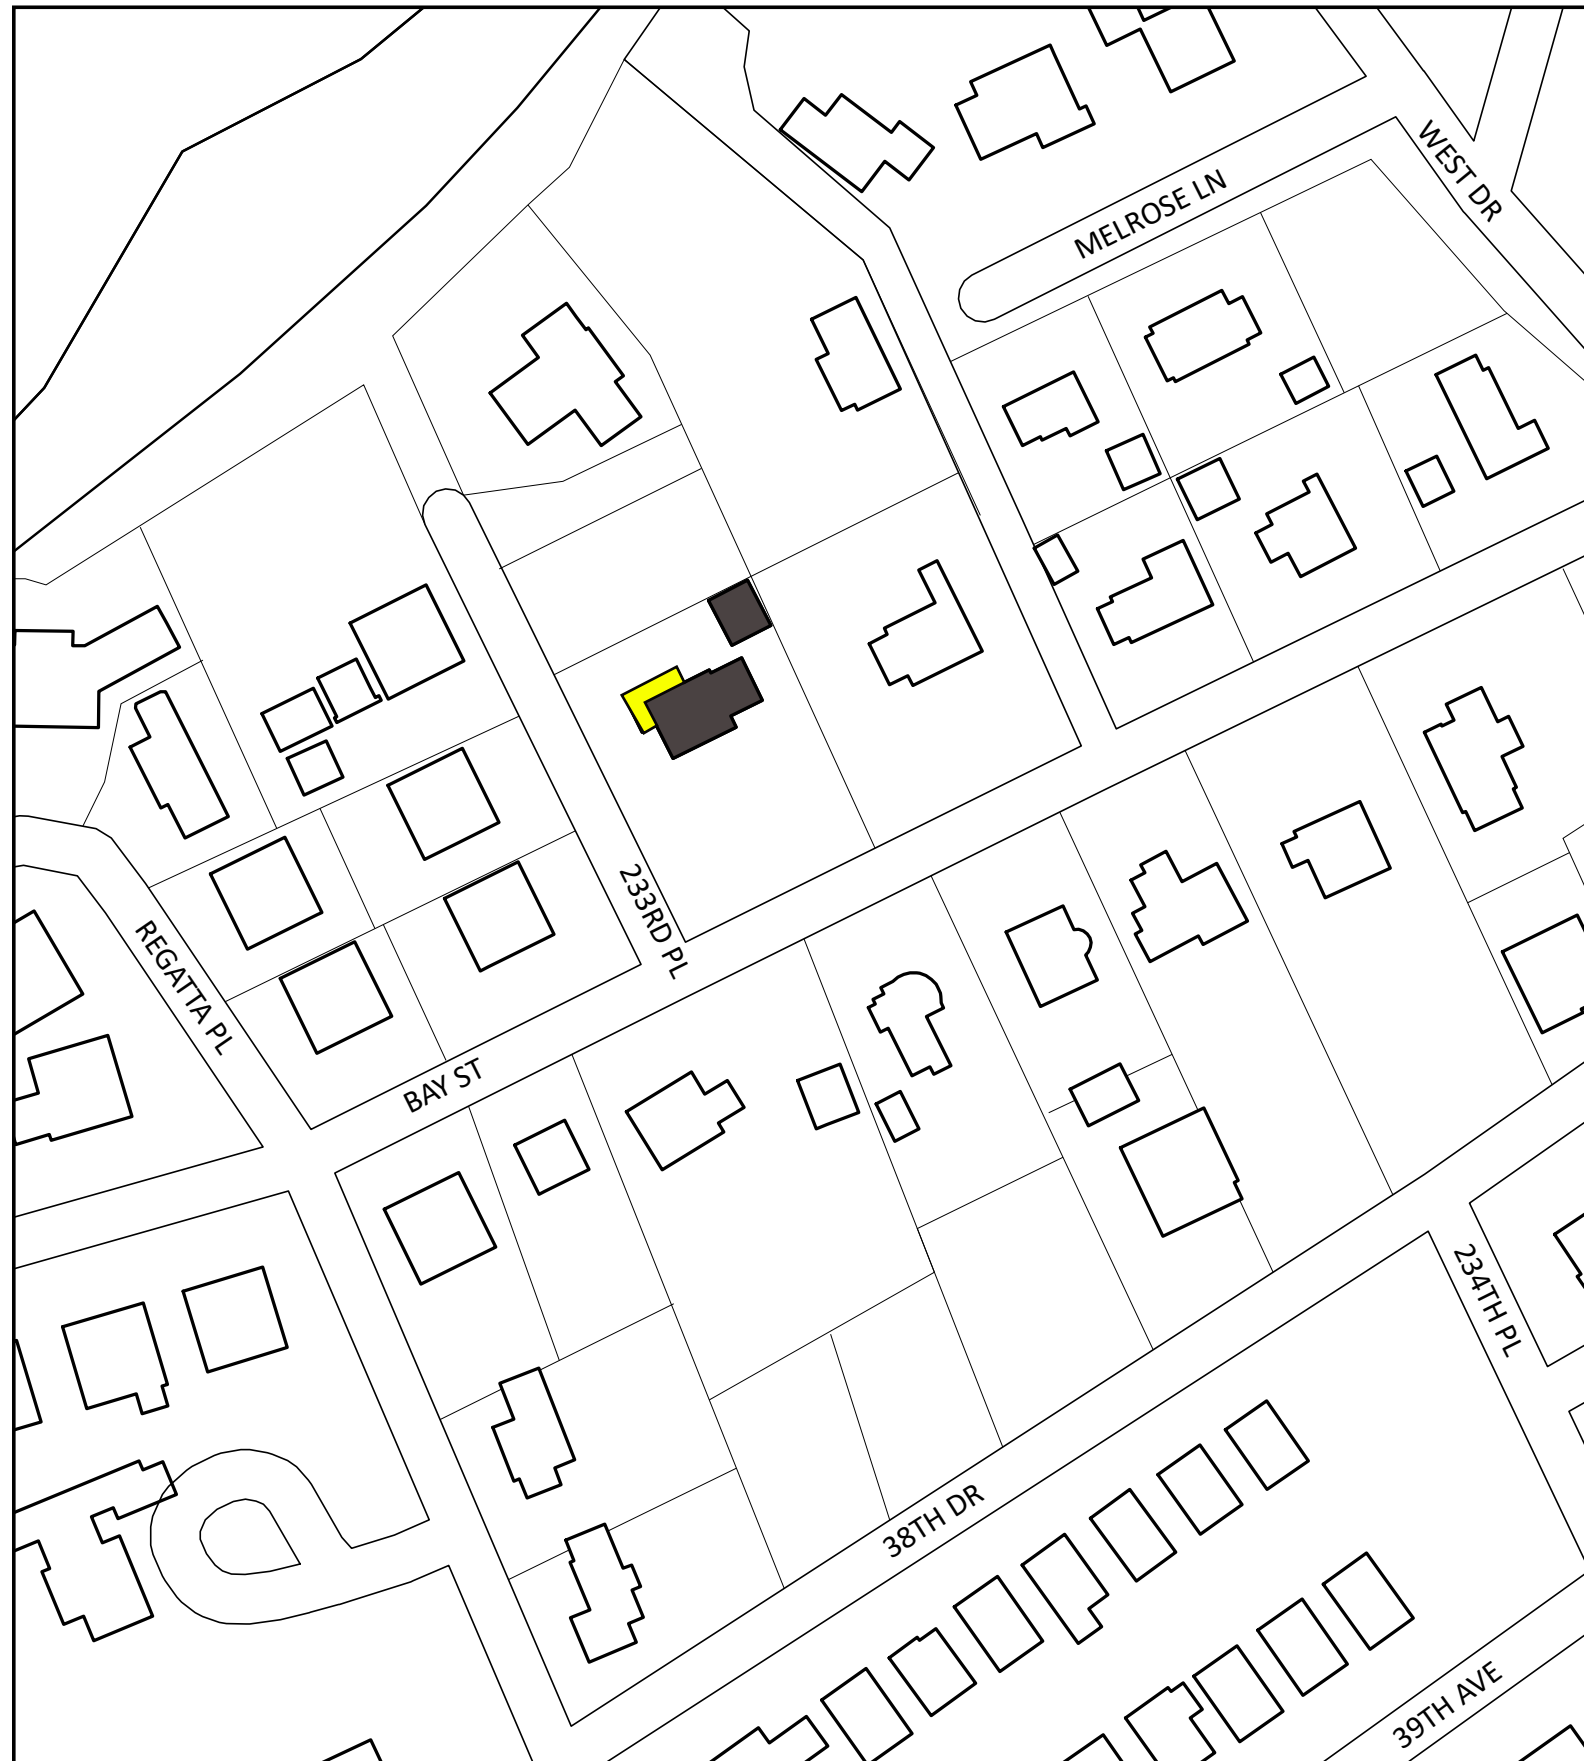 WEST DR
MELROSE LN
233RD PL
REGATTA PL
BAY ST
234TH PL
38TH DR
39TH AVE